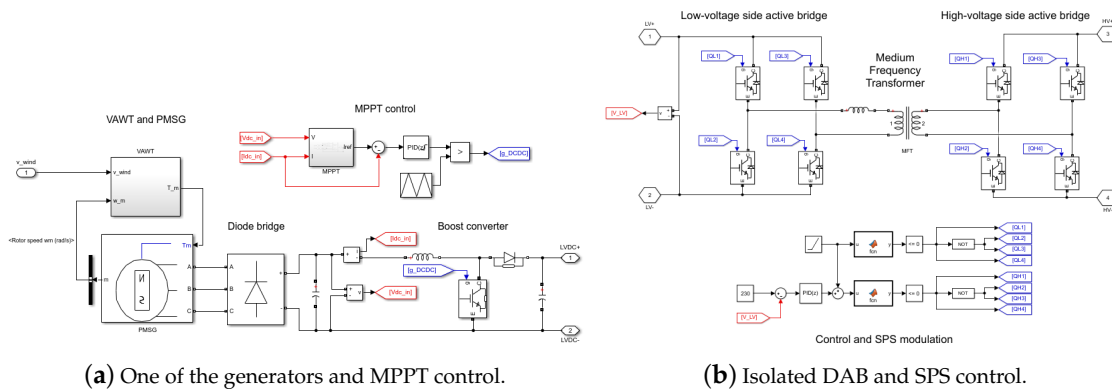 VAWT and PMSG
v_wind
1
VAWT
v_wind
w_m
T_m
<Rotor speed wm (rad/s)>
m
Tm
N
S
A
B
C
PMSG
MPPT control
[Vdc_in]
[Idc_in]
V
I
Iref
MPPT
PID(z)
>
[g_DCDC]
Diode bridge
A
B
C
+
-
[Idc_in]
[Vdc_in]
Boost converter
[g_DCDC]
LVDC+
1
2
LVDC-
(a) One of the generators and MPPT control.
Low-voltage side active bridge
High-voltage side active bridge
LV+
1
HV+
3
[QL1]
[QL3]
[QH1]
[QH3]
Medium
Frequency
Transformer
[V_LV]
1
2
MFT
[QL2]
[QL4]
[QH2]
[QH4]
2
LV-
4
HV-
u
fcn
y
<= 0
NOT
[QL1]
[QL2]
[QL3]
[QL4]
230
[V_LV]
PID(z)
u
fcn
y
<= 0
NOT
[QH1]
[QH2]
[QH3]
[QH4]
Control and SPS modulation
(b) Isolated DAB and SPS control.